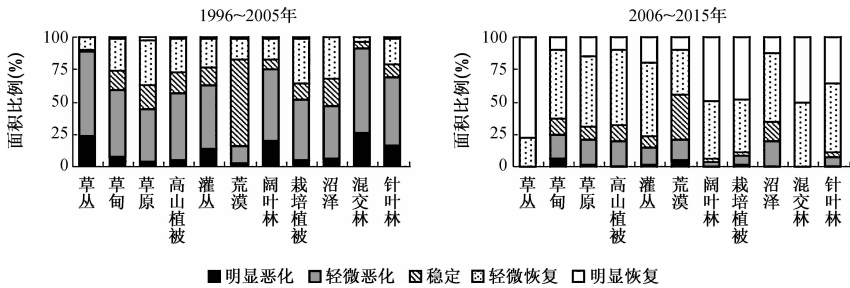 1996~2005年
面积比例(%)
100
75
50
25
0
草丛
草甸
草原
高山植被
灌丛
荒漠
阔叶林
栽培植被
沼泽
混交林
针叶林
2006~2015年
面积比例(%)
100
75
50
25
0
草丛
草甸
草原
高山植被
灌丛
荒漠
阔叶林
栽培植被
沼泽
混交林
针叶林
明显恶化 轻微恶化 稳定 轻微恢复 明显恢复